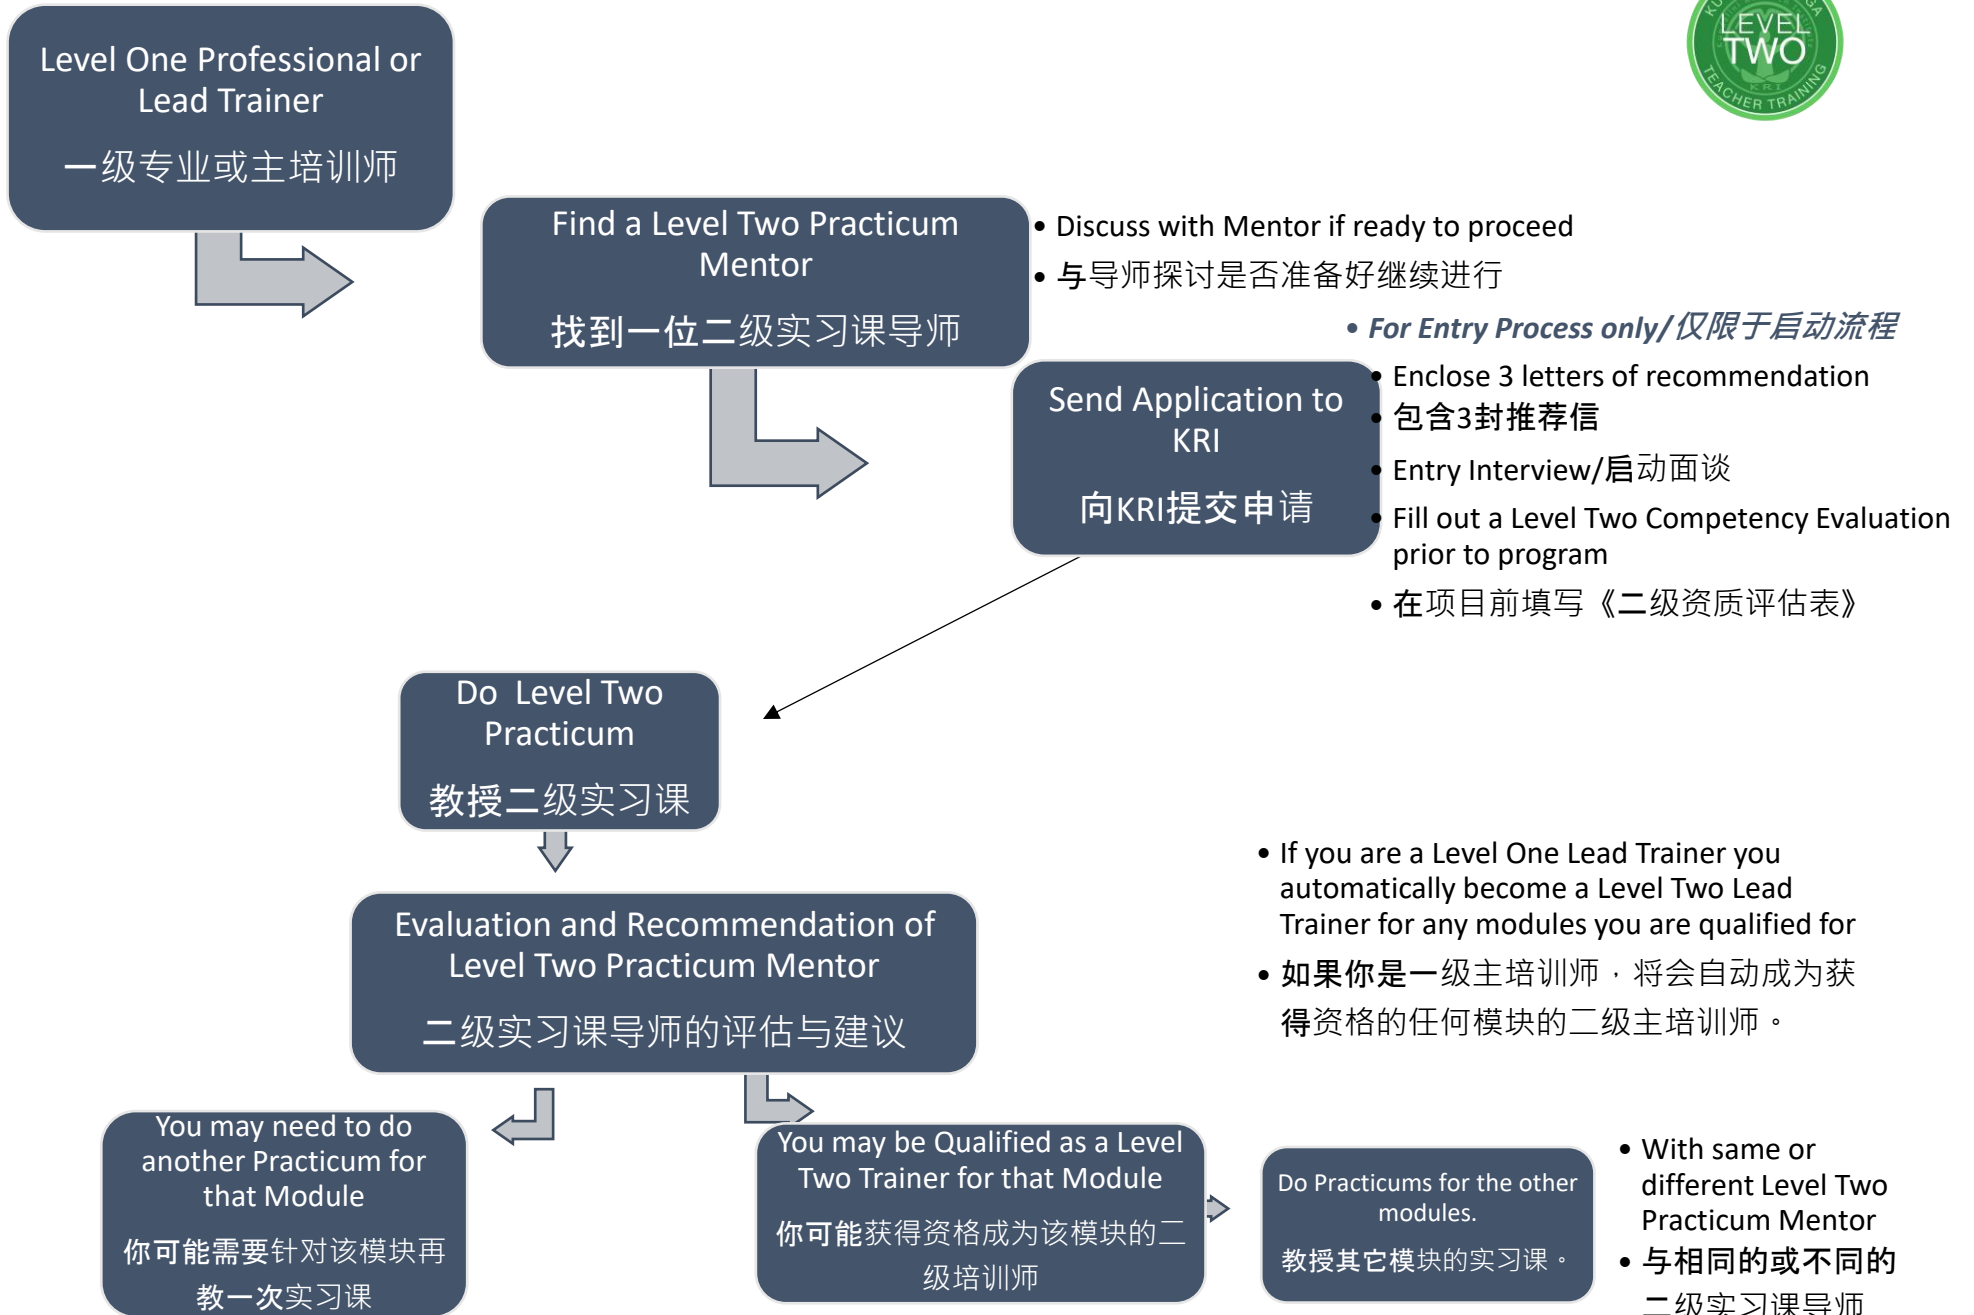 LEVEL
TWO
TEACHER TRAINING
KRI
Level One Professional or
Lead Trainer
一级专业或主培训师
Find a Level Two Practicum
Mentor
找到一位二级实习课导师
• Discuss with Mentor if ready to proceed
• 与导师探讨是否准备好继续进行
• For Entry Process only/仅限于启动流程
Send Application to
KRI
向KRI提交申请
• Enclose 3 letters of recommendation
• 包含3封推荐信
• Entry Interview/启动面谈
• Fill out a Level Two Competency Evaluation
prior to program
• 在项目前填写《二级资质评估表》
Do Level Two
Practicum
教授二级实习课
Evaluation and Recommendation of
Level Two Practicum Mentor
二级实习课导师的评估与建议
• If you are a Level One Lead Trainer you
automatically become a Level Two Lead
Trainer for any modules you are qualified for
• 如果你是一级主培训师，将会自动成为获
得资格的任何模块的二级主培训师。
You may need to do
another Practicum for
that Module
你可能需要针对该模块再
教一次实习课
You may be Qualified as a Level
Two Trainer for that Module
你可能获得资格成为该模块的二
级培训师
Do Practicums for the other
modules.
教授其它模块的实习课。
• With same or
different Level Two
Practicum Mentor
• 与相同的或不同的
二级实习课导师